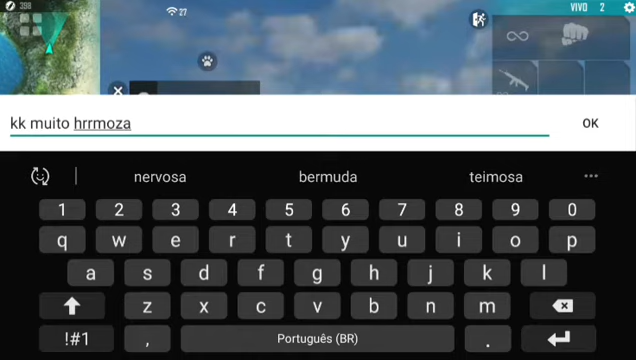 398
27
VIVO 2
kk muito hrrmoza
OK
nervosa bermuda teimosa ...
1 2 3 4 5 6 7 8 9 0
q w e r t y u i o p
a s d f g h j k l
z x c v b n m
!#1 , Português (BR) .